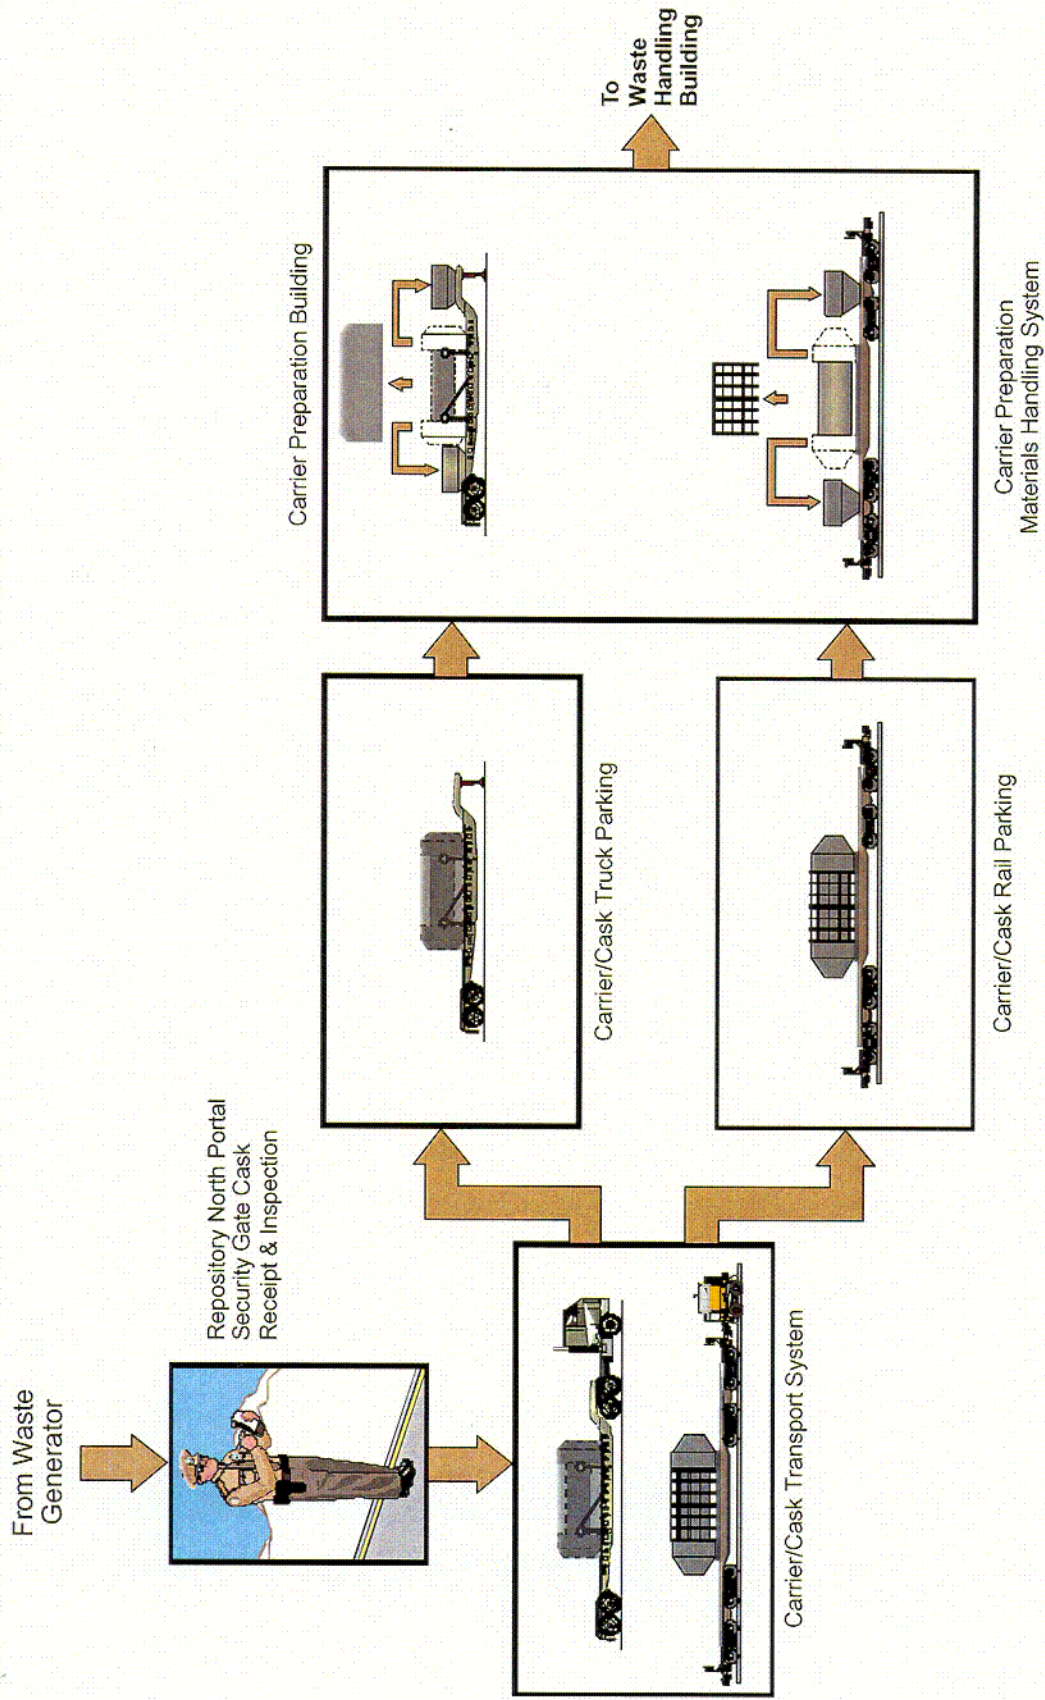 From Waste
Generator
Repository North Portal
Security Gate Cask
Receipt & Inspection
Carrier/Cask Transport System
Carrier/Cask Truck Parking
Carrier/Cask Rail Parking
Carrier Preparation Building
Carrier Preparation
Materials Handling System
To
Waste
Handling
Building